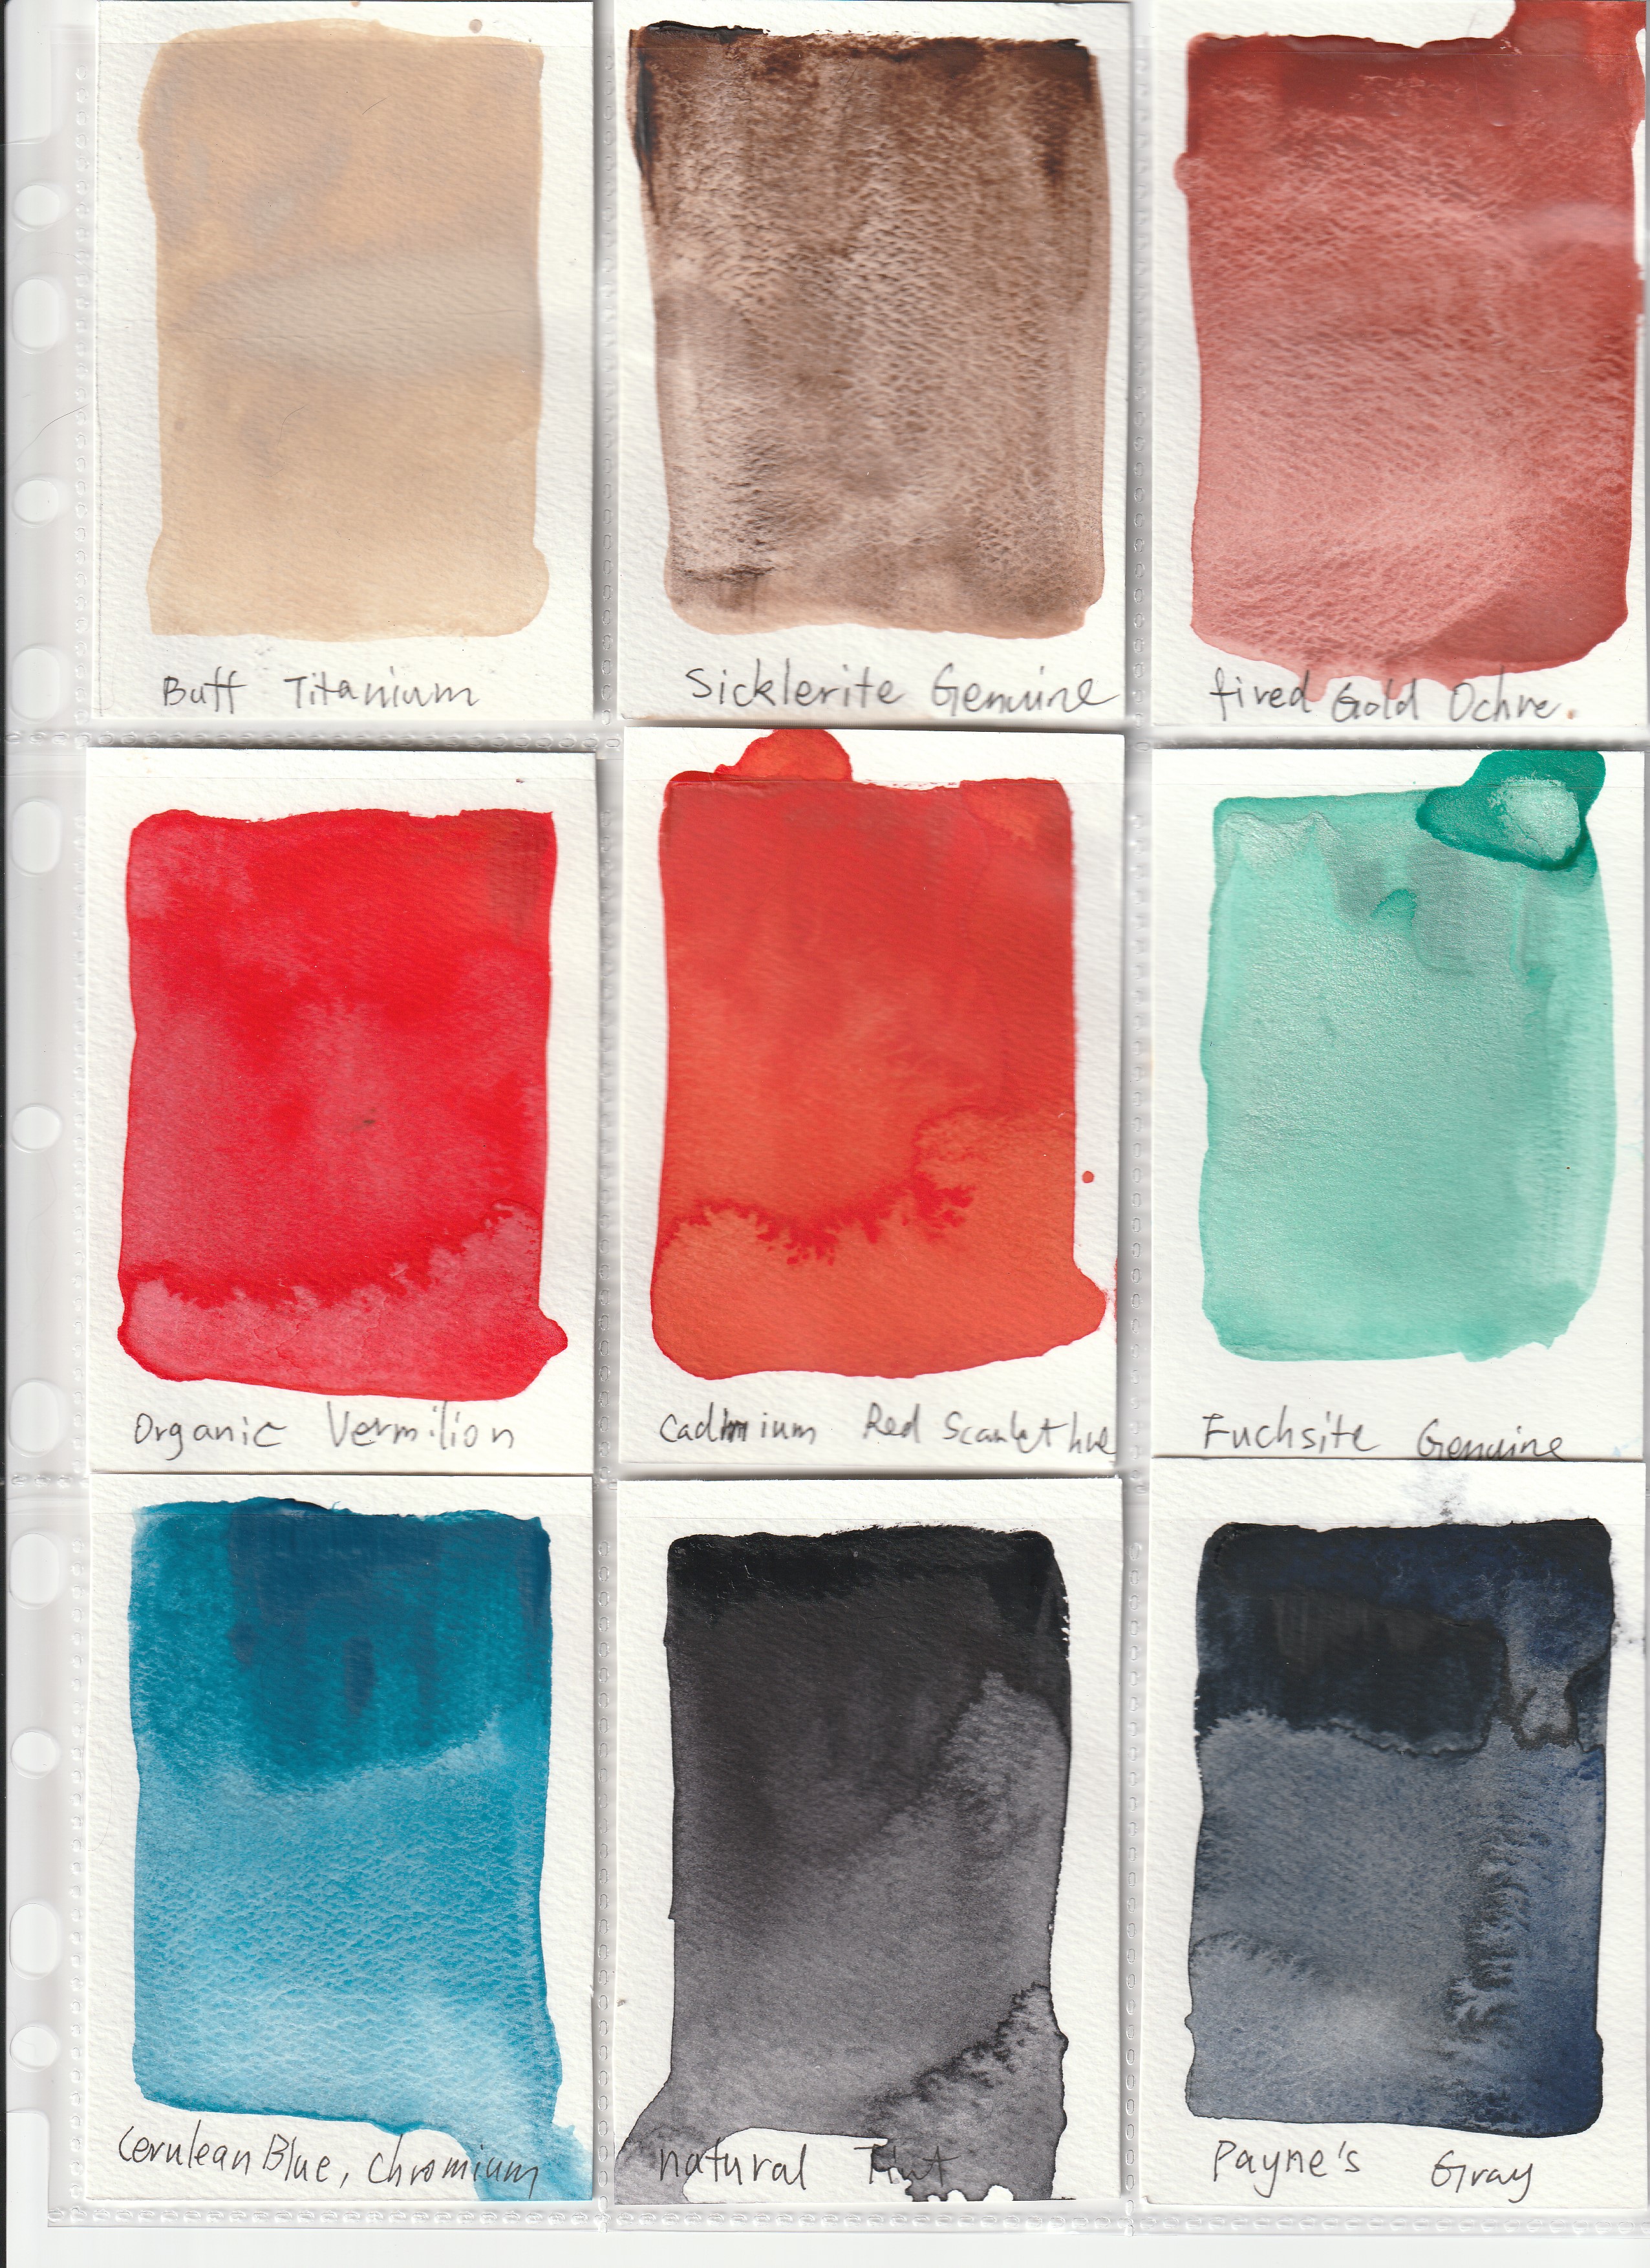 Buff Titanium
Sicklerite Genuine
fired Gold Ochre.
Organic Vermilion
Cadmium Red Scarlet hue
Fuchsite Genuine
Cerulean Blue, Chromium
natural Tint
Payne's Gray